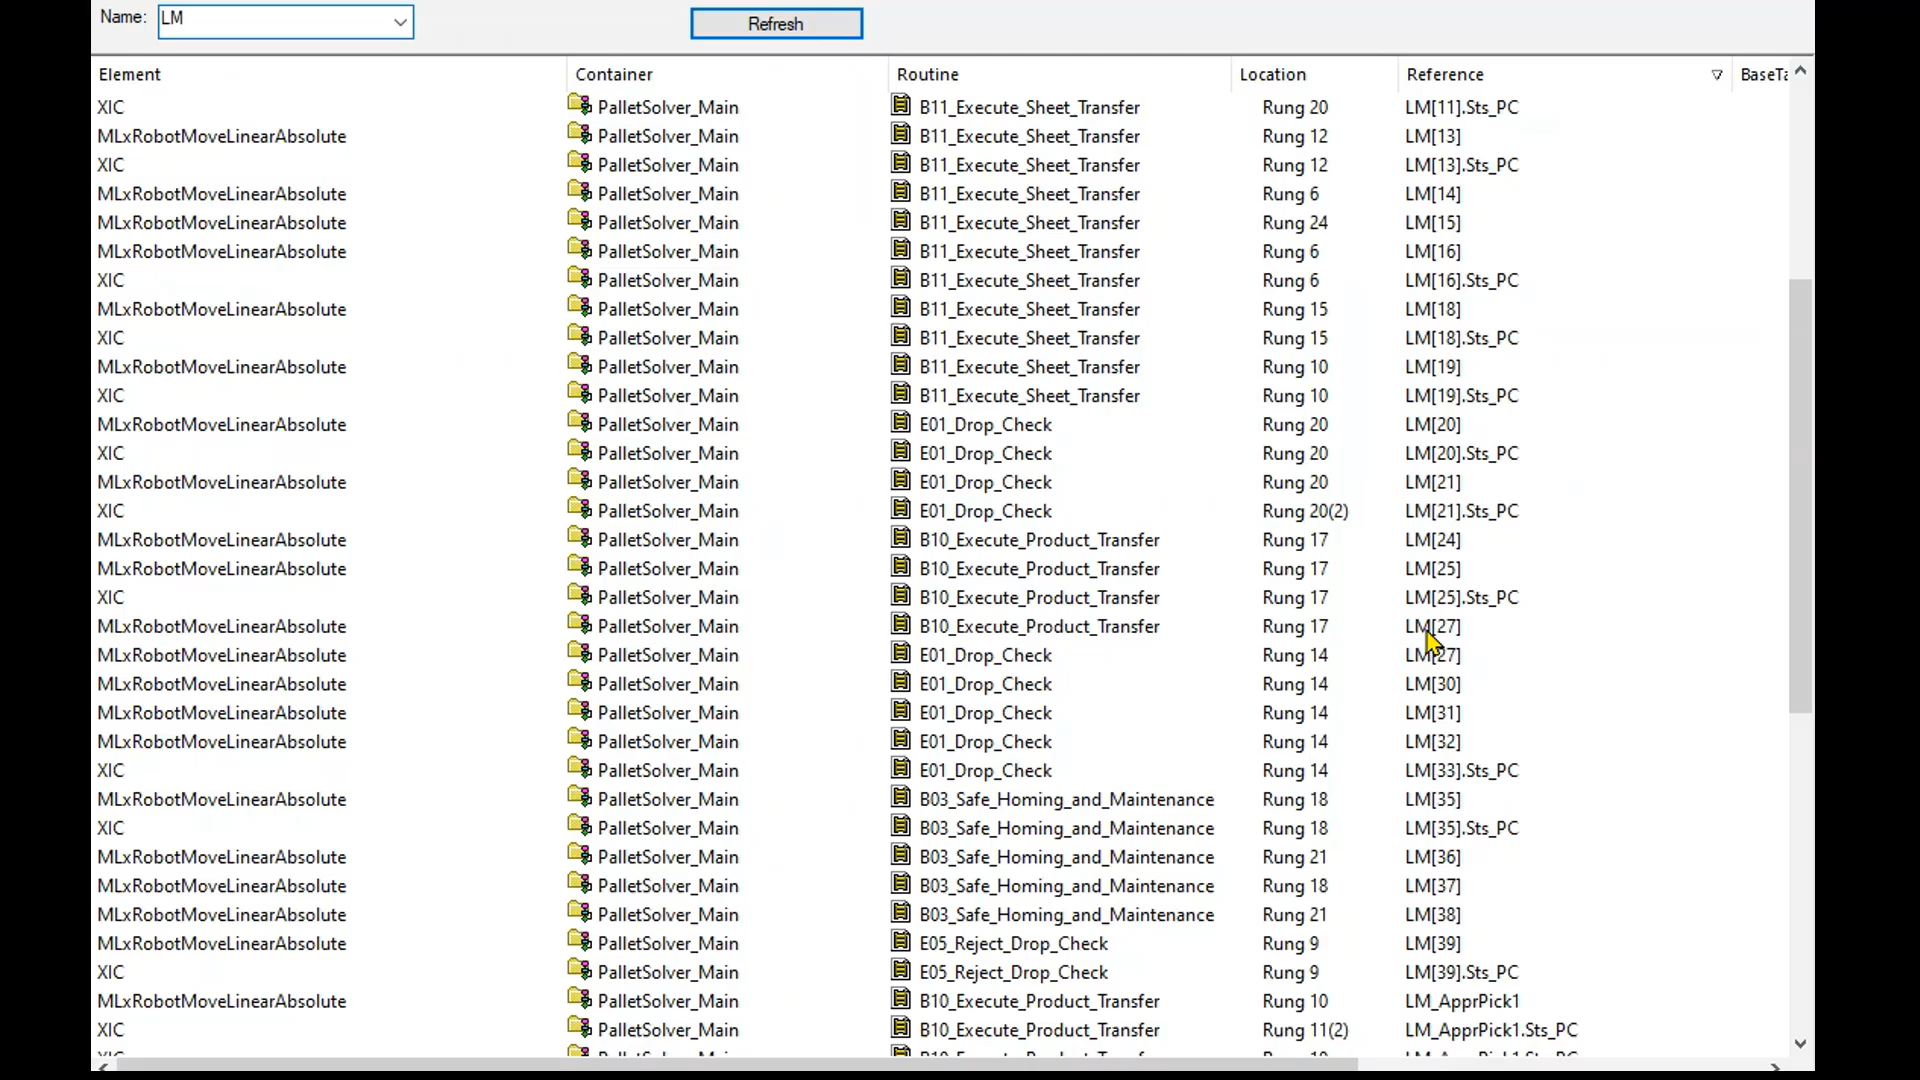 Name: LM Refresh
Element Container Routine Location Reference BaseTa
XIC PalletSolver_Main B11_Execute_Sheet_Transfer Rung 20 LM[11].Sts_PC
MLxRobotMoveLinearAbsolute PalletSolver_Main B11_Execute_Sheet_Transfer Rung 12 LM[13]
XIC PalletSolver_Main B11_Execute_Sheet_Transfer Rung 12 LM[13].Sts_PC
MLxRobotMoveLinearAbsolute PalletSolver_Main B11_Execute_Sheet_Transfer Rung 6 LM[14]
MLxRobotMoveLinearAbsolute PalletSolver_Main B11_Execute_Sheet_Transfer Rung 24 LM[15]
MLxRobotMoveLinearAbsolute PalletSolver_Main B11_Execute_Sheet_Transfer Rung 6 LM[16]
XIC PalletSolver_Main B11_Execute_Sheet_Transfer Rung 6 LM[16].Sts_PC
MLxRobotMoveLinearAbsolute PalletSolver_Main B11_Execute_Sheet_Transfer Rung 15 LM[18]
XIC PalletSolver_Main B11_Execute_Sheet_Transfer Rung 15 LM[18].Sts_PC
MLxRobotMoveLinearAbsolute PalletSolver_Main B11_Execute_Sheet_Transfer Rung 10 LM[19]
XIC PalletSolver_Main B11_Execute_Sheet_Transfer Rung 10 LM[19].Sts_PC
MLxRobotMoveLinearAbsolute PalletSolver_Main E01_Drop_Check Rung 20 LM[20]
XIC PalletSolver_Main E01_Drop_Check Rung 20 LM[20].Sts_PC
MLxRobotMoveLinearAbsolute PalletSolver_Main E01_Drop_Check Rung 20 LM[21]
XIC PalletSolver_Main E01_Drop_Check Rung 20(2) LM[21].Sts_PC
MLxRobotMoveLinearAbsolute PalletSolver_Main B10_Execute_Product_Transfer Rung 17 LM[24]
MLxRobotMoveLinearAbsolute PalletSolver_Main B10_Execute_Product_Transfer Rung 17 LM[25]
XIC PalletSolver_Main B10_Execute_Product_Transfer Rung 17 LM[25].Sts_PC
MLxRobotMoveLinearAbsolute PalletSolver_Main B10_Execute_Product_Transfer Rung 17 LM[27]
MLxRobotMoveLinearAbsolute PalletSolver_Main E01_Drop_Check Rung 14 LM[27]
MLxRobotMoveLinearAbsolute PalletSolver_Main E01_Drop_Check Rung 14 LM[30]
MLxRobotMoveLinearAbsolute PalletSolver_Main E01_Drop_Check Rung 14 LM[31]
MLxRobotMoveLinearAbsolute PalletSolver_Main E01_Drop_Check Rung 14 LM[32]
XIC PalletSolver_Main E01_Drop_Check Rung 14 LM[33].Sts_PC
MLxRobotMoveLinearAbsolute PalletSolver_Main B03_Safe_Homing_and_Maintenance Rung 18 LM[35]
XIC PalletSolver_Main B03_Safe_Homing_and_Maintenance Rung 18 LM[35].Sts_PC
MLxRobotMoveLinearAbsolute PalletSolver_Main B03_Safe_Homing_and_Maintenance Rung 21 LM[36]
MLxRobotMoveLinearAbsolute PalletSolver_Main B03_Safe_Homing_and_Maintenance Rung 18 LM[37]
MLxRobotMoveLinearAbsolute PalletSolver_Main B03_Safe_Homing_and_Maintenance Rung 21 LM[38]
MLxRobotMoveLinearAbsolute PalletSolver_Main E05_Reject_Drop_Check Rung 9 LM[39]
XIC PalletSolver_Main E05_Reject_Drop_Check Rung 9 LM[39].Sts_PC
MLxRobotMoveLinearAbsolute PalletSolver_Main B10_Execute_Product_Transfer Rung 10 LM_ApprPick1
XIC PalletSolver_Main B10_Execute_Product_Transfer Rung 11(2) LM_ApprPick1.Sts_PC